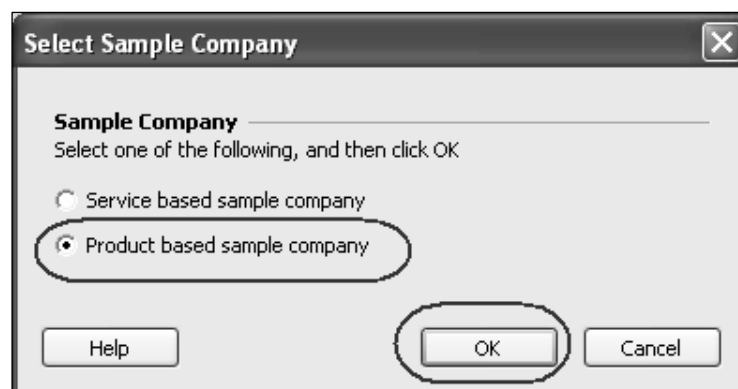 Select Sample Company
Sample Company
Select one of the following, and then click OK
Service based sample company
Product based sample company
Help OK Cancel